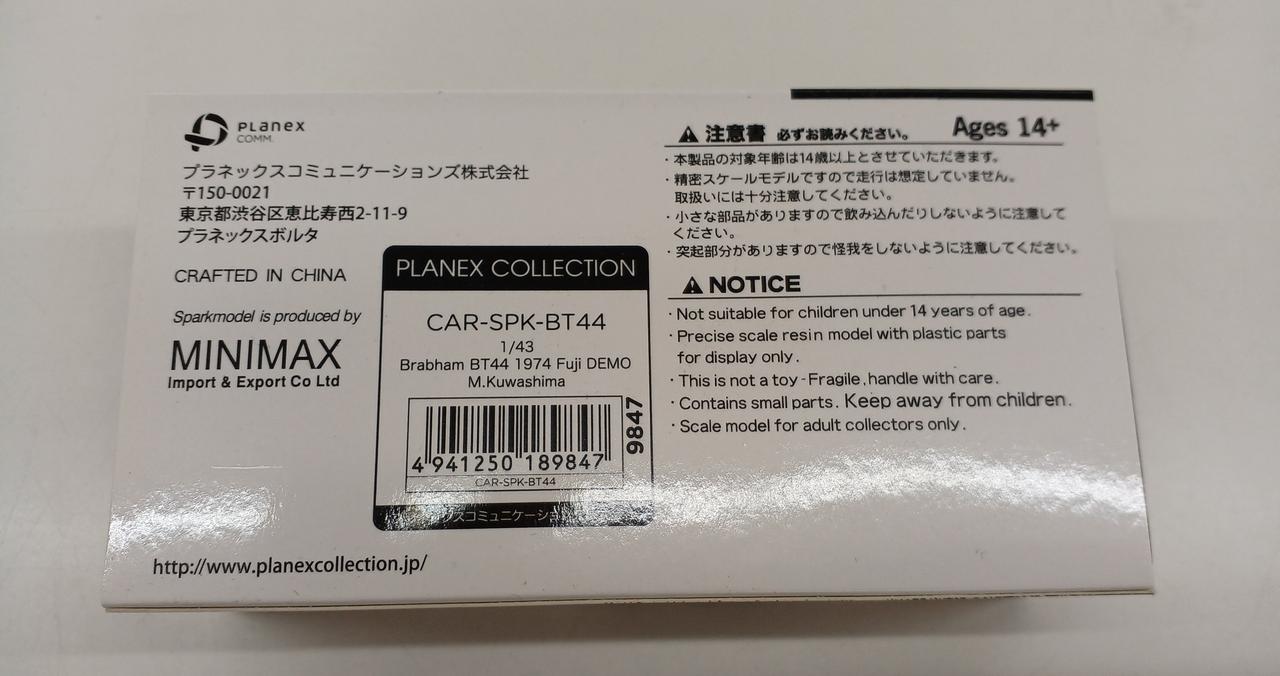 PLANEX
COMM.
プラネックスコミュニケーションズ株式会社
〒150-0021
東京都渋谷区恵比寿西2-11-9
プラネックスボルタ
CRAFTED IN CHINA
Sparkmodel is produced by
MINIMAX
Import & Export Co Ltd
PLANEX COLLECTION
CAR-SPK-BT44
1/43
Brabham BT44 1974 Fuji DEMO
M.Kuwashima
9847
4 941250 189847
CAR-SPK-BT44
クスコミュニケーショ
http://www.planexcollection.jp/
注意書 必ずお読みください。 Ages 14+
・本製品の対象年齢は14歳以上とさせていただきます。
・精密スケールモデルですので走行は想定していません。
取扱いには十分注意してください。
・小さな部品がありますので飲み込んだりしないように注意して
ください。
・突起部分がありますので怪我をしないように注意してください。
NOTICE
・Not suitable for children under 14 years of age.
・Precise scale resin model with plastic parts
for display only.
・This is not a toy - Fragile, handle with care.
・Contains small parts. Keep away from children.
・Scale model for adult collectors only.